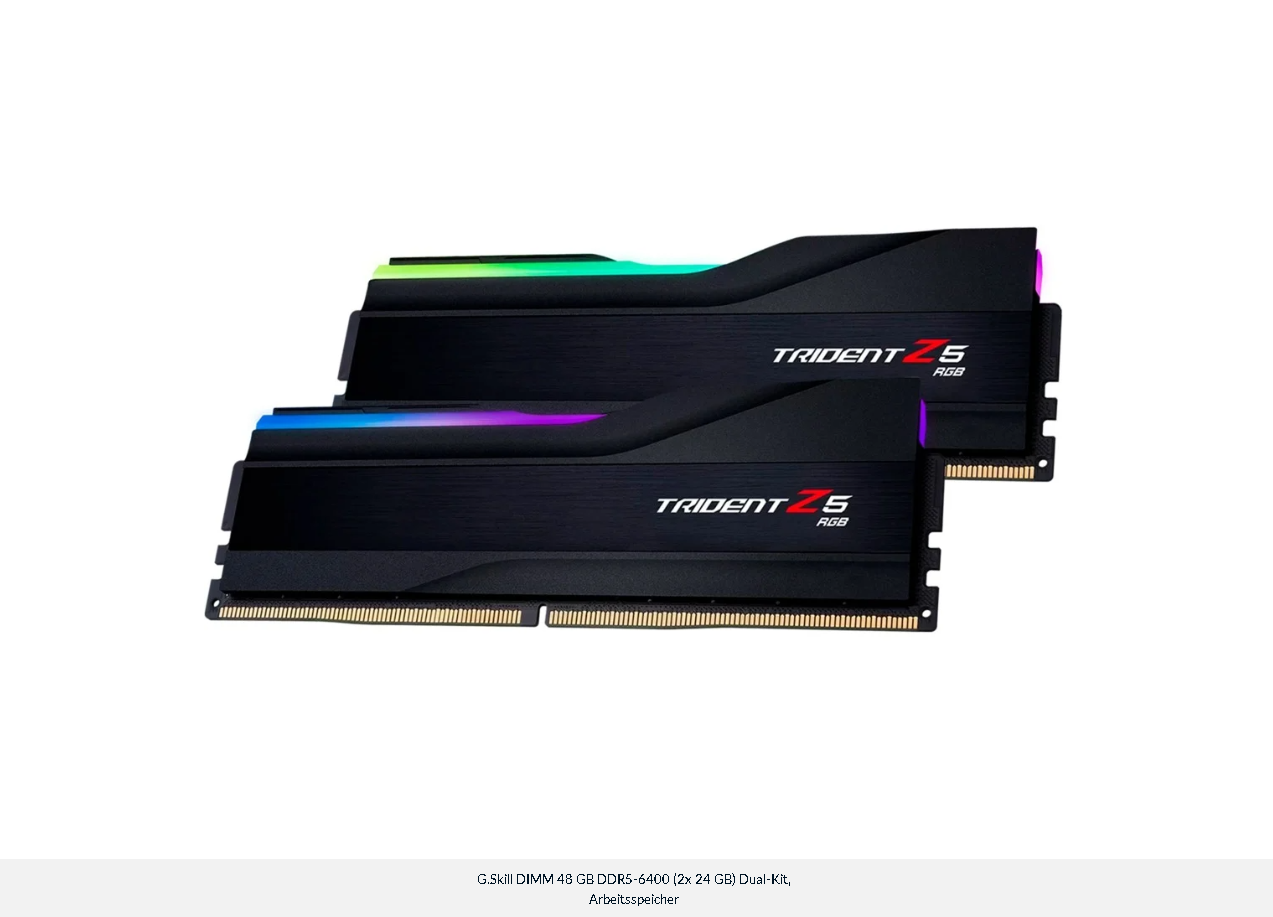 TRIDENT Z5
RGB
TRIDENT Z5
RGB
G.Skill DIMM 48 GB DDR5-6400 (2x 24 GB) Dual-Kit,
Arbeitsspeicher